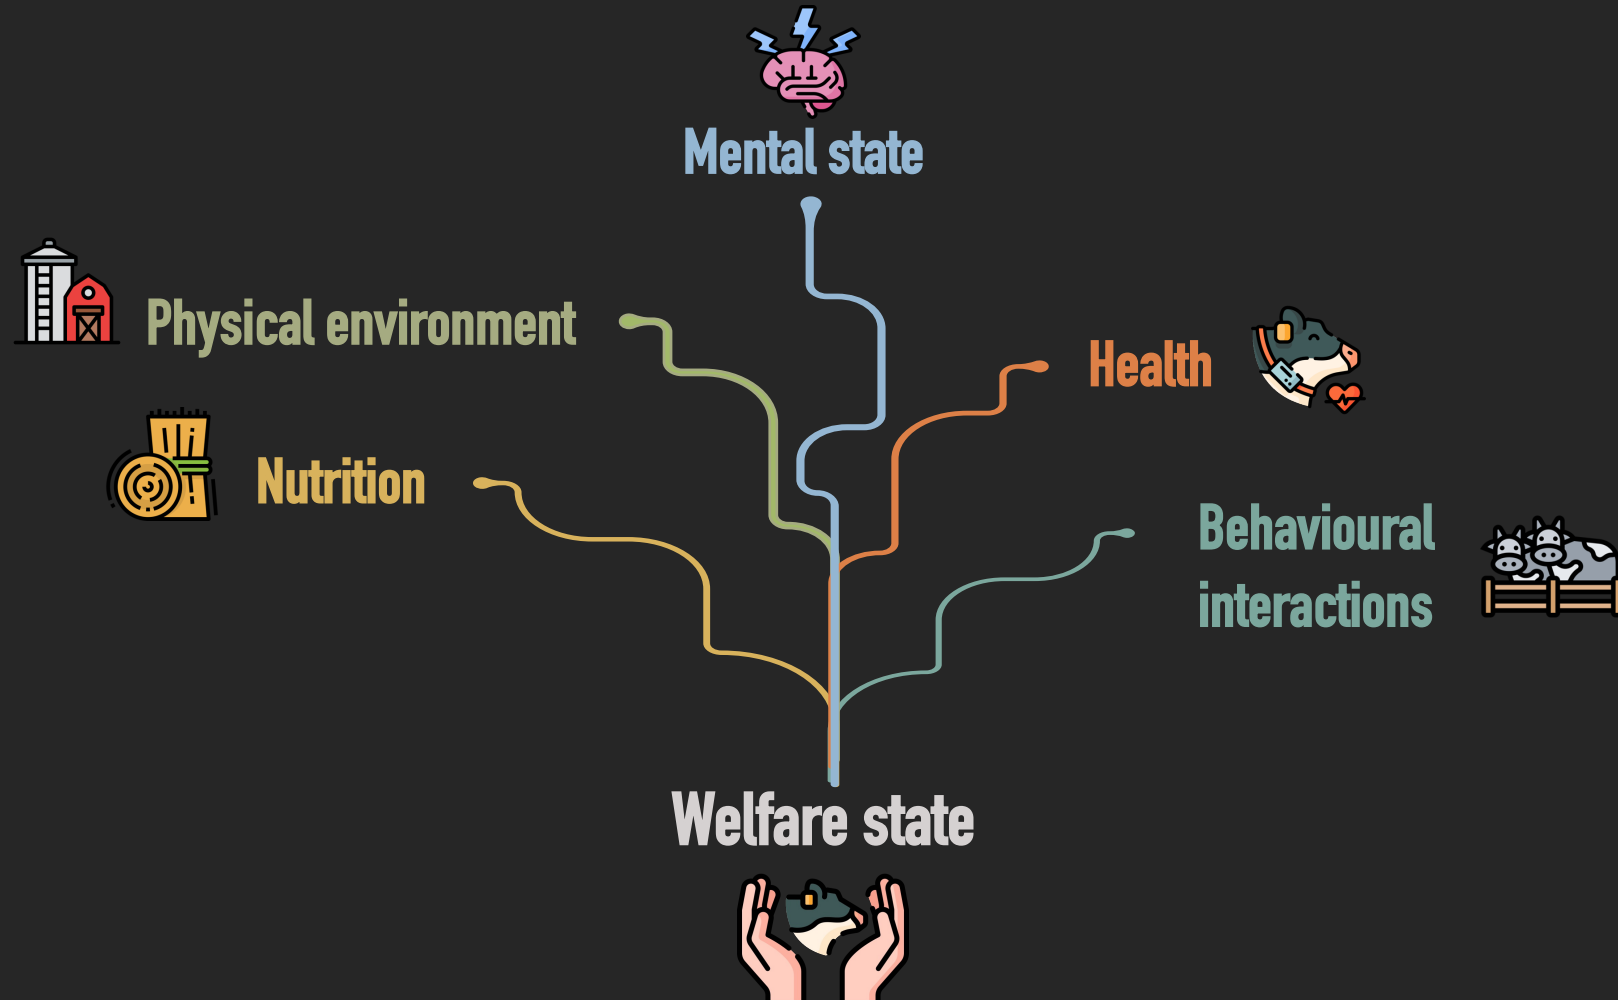 Mental state
Physical environment
Health
Nutrition
Behavioural
interactions
Welfare state